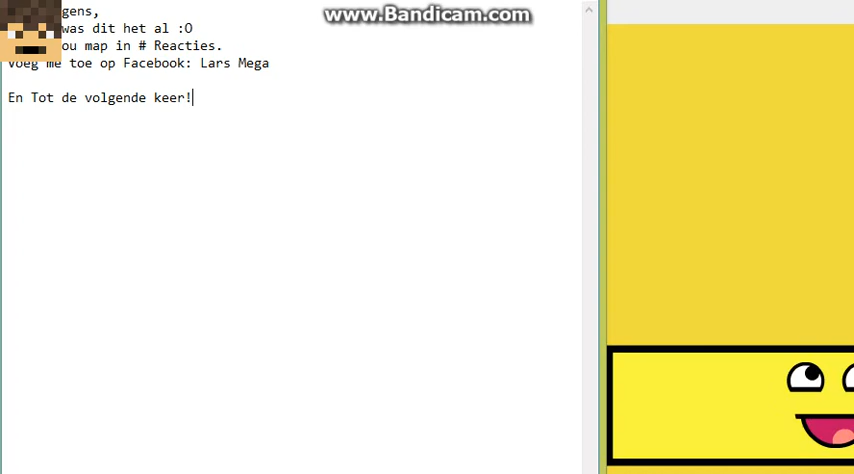 www.Bandicam.com
gens,
was dit het al :O
ou map in # Reacties.
Voeg me toe op Facebook: Lars Mega
En Tot de volgende keer!